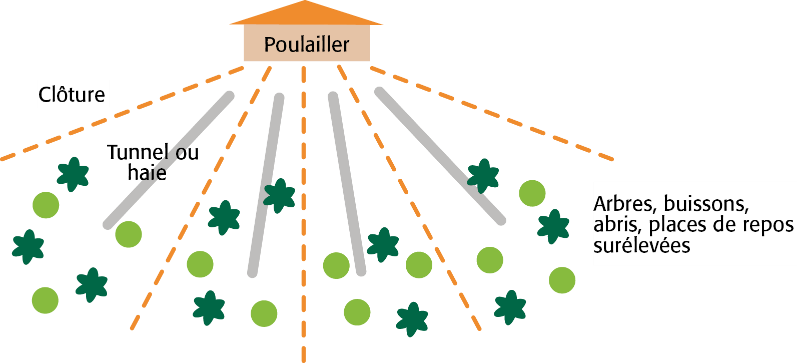 Poulailler
Clôture
Tunnel ou
haie
Arbres, buissons,
abris, places de repos
surélevées